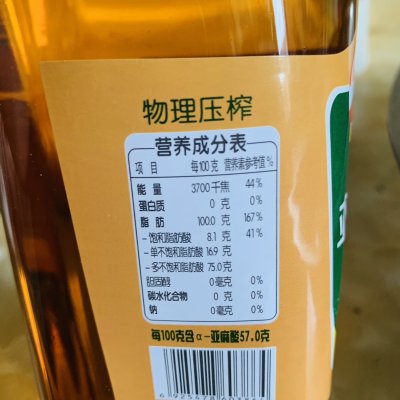 物理压榨
营养成分表
项 目 每100克 营养素参考值%
能 量 3700千焦 44%
蛋白质 0 克 0%
脂 肪 100.0 克 167%
-饱和脂肪酸 8.1 克 41%
-单不饱和脂肪酸 16.9 克
-多不饱和脂肪酸 75.0克
胆固醇 0毫克 0%
碳水化合物 0 克 0%
钠 0毫克 0%
每100克含α-亚麻酸57.0克